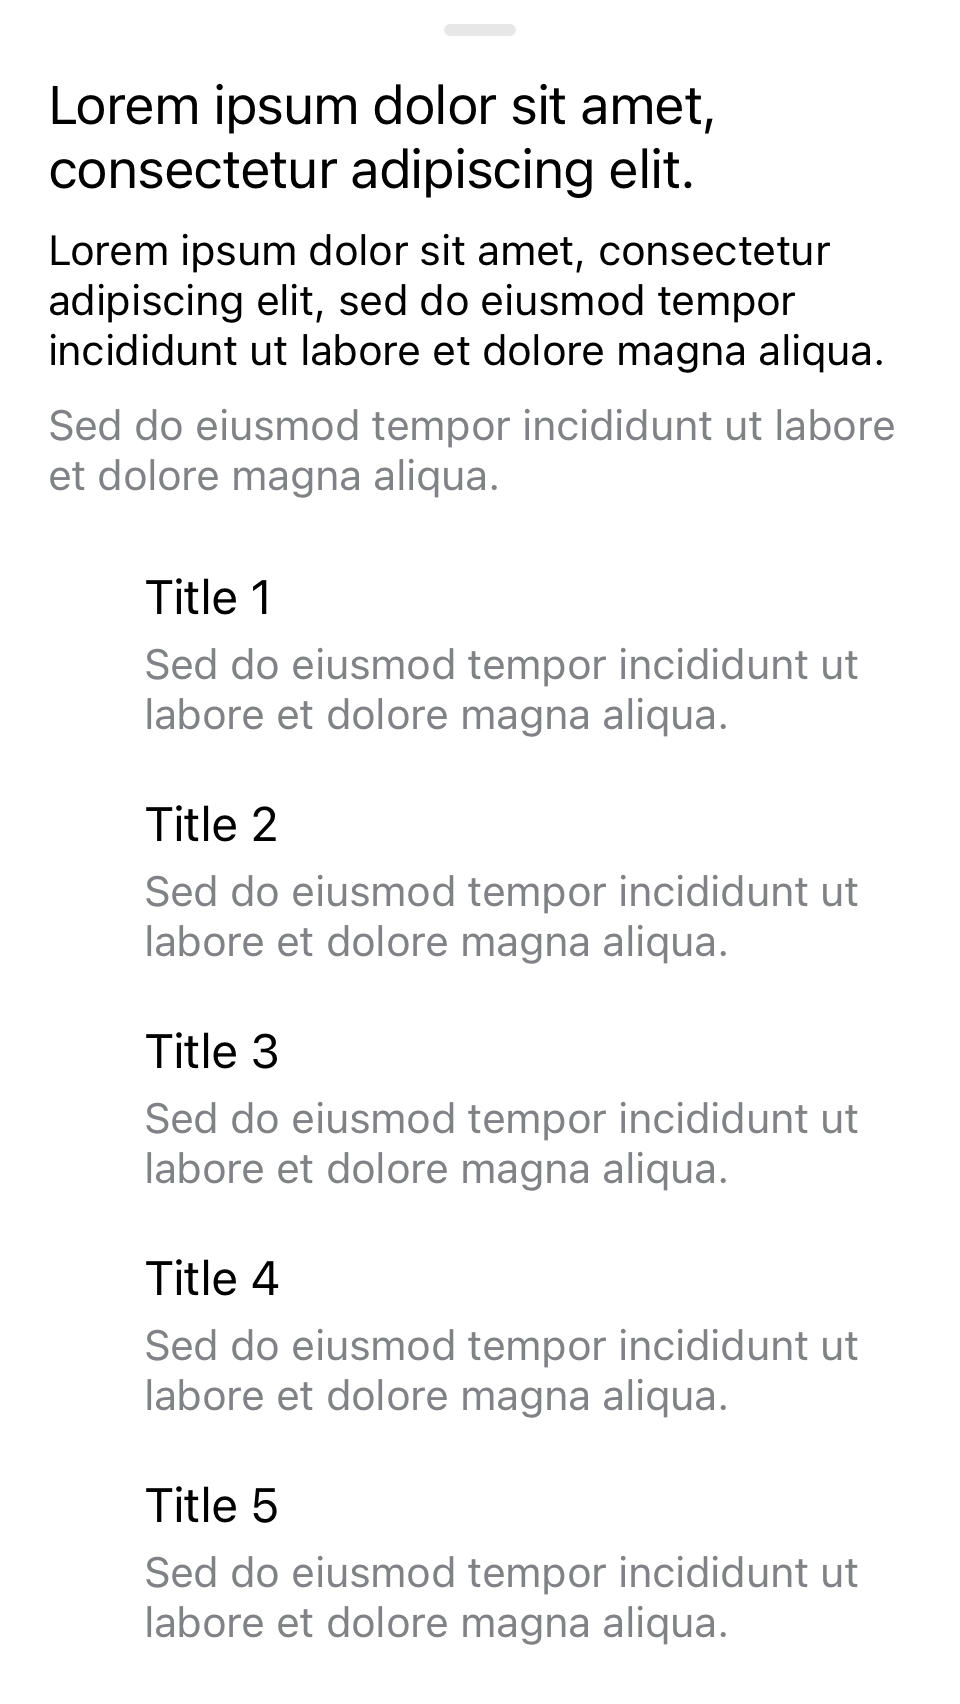 Lorem ipsum dolor sit amet,
consectetur adipiscing elit.
Lorem ipsum dolor sit amet, consectetur
adipiscing elit, sed do eiusmod tempor
incididunt ut labore et dolore magna aliqua.
Sed do eiusmod tempor incididunt ut labore
et dolore magna aliqua.
Title 1
Sed do eiusmod tempor incididunt ut
labore et dolore magna aliqua.
Title 2
Sed do eiusmod tempor incididunt ut
labore et dolore magna aliqua.
Title 3
Sed do eiusmod tempor incididunt ut
labore et dolore magna aliqua.
Title 4
Sed do eiusmod tempor incididunt ut
labore et dolore magna aliqua.
Title 5
Sed do eiusmod tempor incididunt ut
labore et dolore magna aliqua.